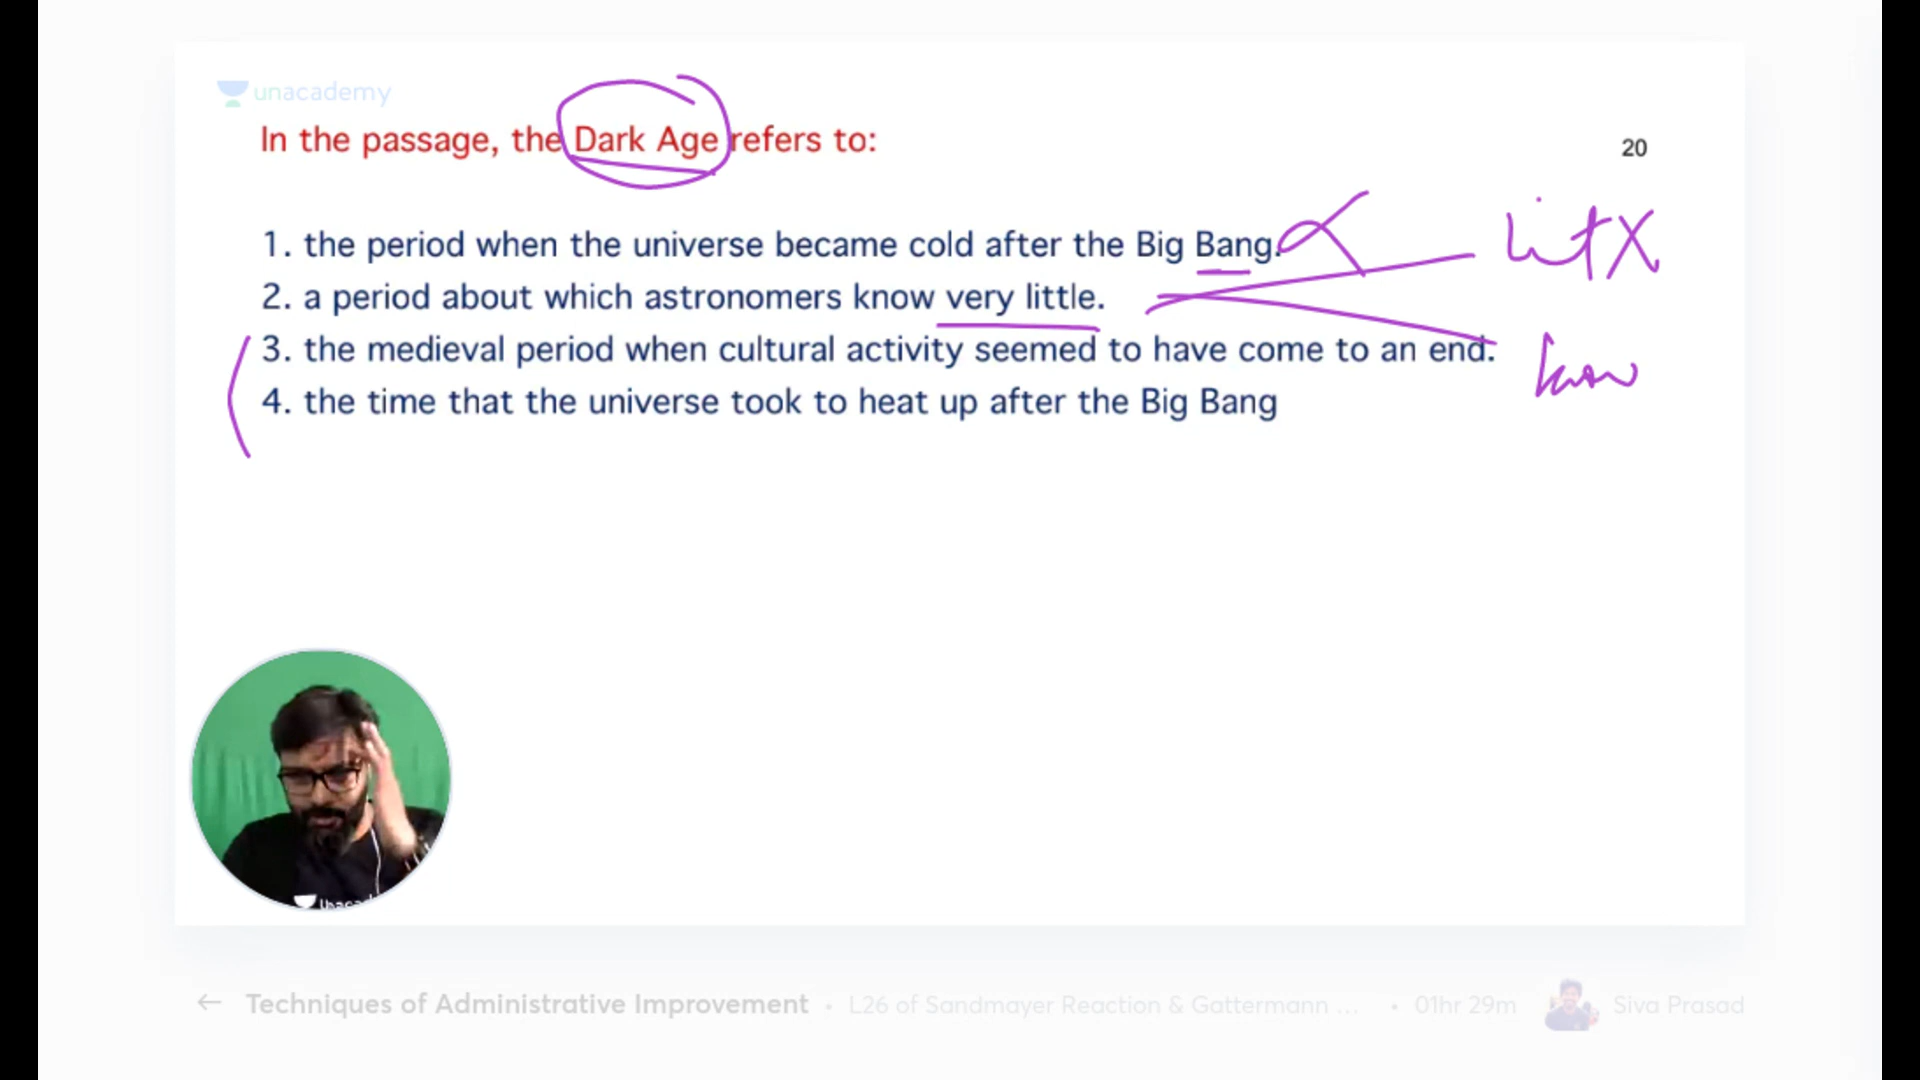 unacademy
In the passage, the Dark Age refers to:
20
1. the period when the universe became cold after the Big Bang.
2. a period about which astronomers know very little.
3. the medieval period when cultural activity seemed to have come to an end.
4. the time that the universe took to heat up after the Big Bang
lit X
know
← Techniques of Administrative Improvement • L26 of Sandmayer Reaction & Gattermann ... • 01hr 29m Siva Prasad